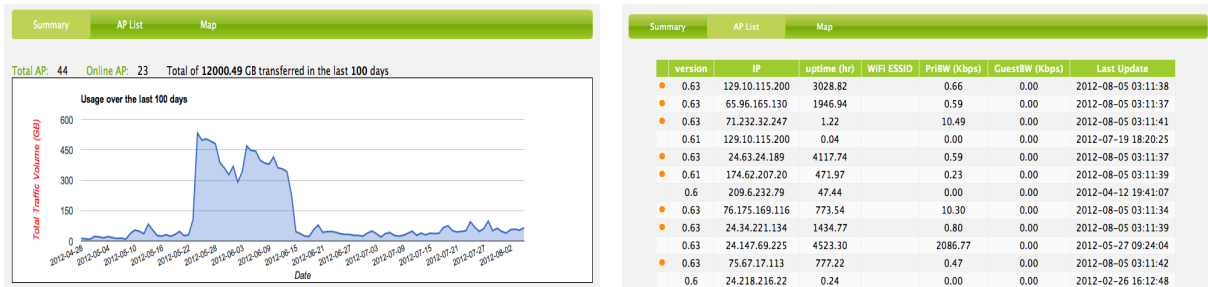 Summary AP List Map
Total AP: 44 Online AP: 23 Total of 12000.49 GB transferred in the last 100 days
Usage over the last 100 days
Total Traffic Volume (GB)
600
450
300
150
0
2012-04-28 2012-05-04 2012-05-10 2012-05-16 2012-05-22 2012-05-28 2012-06-03 2012-06-09 2012-06-15 2012-06-21 2012-06-27 2012-07-03 2012-07-09 2012-07-15 2012-07-21 2012-07-27 2012-08-02
Date
Summary AP List Map
version IP uptime (hr) WiFi ESSID PriBW (Kbps) GuestBW (Kbps) Last Update
0.63 129.10.115.200 3028.82 0.66 0.00 2012-08-05 03:11:38
0.63 65.96.165.130 1946.94 0.59 0.00 2012-08-05 03:11:37
0.63 71.232.32.247 1.22 10.49 0.00 2012-08-05 03:11:41
0.61 129.10.115.200 0.04 0.00 0.00 2012-07-19 18:20:25
0.63 24.63.24.189 4117.74 0.59 0.00 2012-08-05 03:11:37
0.61 174.62.207.20 471.97 0.23 0.00 2012-08-05 03:11:39
0.6 209.6.232.79 47.44 0.00 0.00 2012-04-12 19:41:07
0.63 76.175.169.116 773.54 10.30 0.00 2012-08-05 03:11:34
0.63 24.34.221.134 1434.77 0.80 0.00 2012-08-05 03:11:39
0.63 24.147.69.225 4523.30 2086.77 0.00 2012-05-27 09:24:04
0.63 75.67.17.113 777.22 0.47 0.00 2012-08-05 03:11:42
0.6 24.218.216.22 0.24 0.00 0.00 2012-02-26 16:12:48